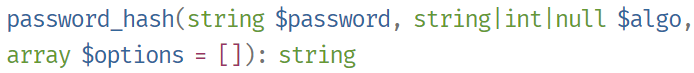 password_hash(string $password, string|int|null $algo,
array $options = []): string